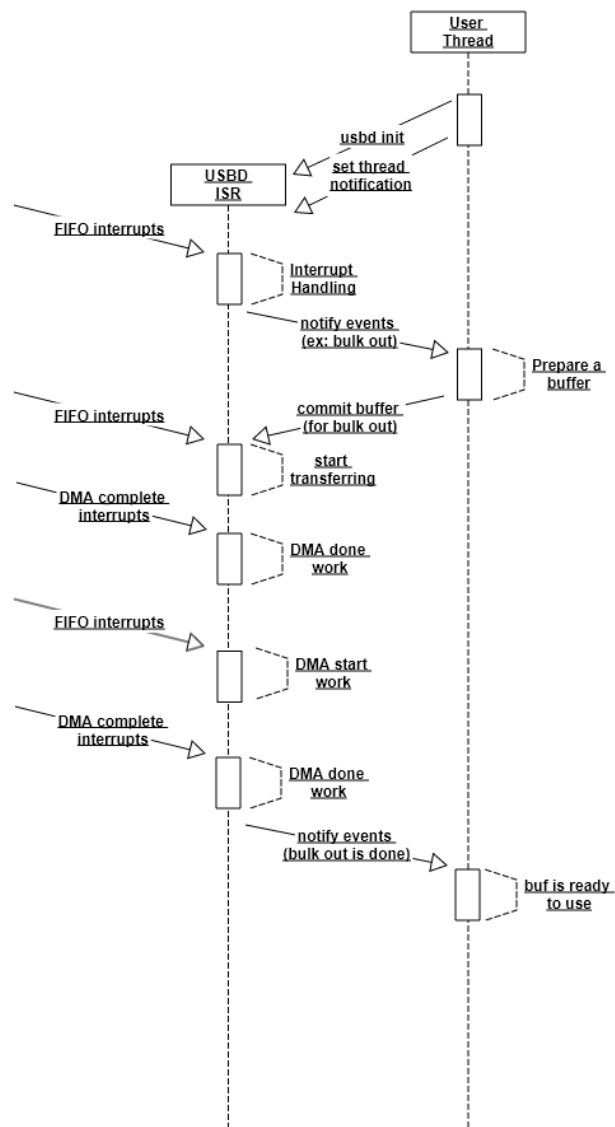 User
Thread
usbd init
set thread
notification
USBD
ISR
FIFO interrupts
Interrupt
Handling
notify events
(ex: bulk out)
Prepare a
buffer
commit buffer
(for bulk out)
FIFO interrupts
start
transferring
DMA complete
interrupts
DMA done
work
FIFO interrupts
DMA start
work
DMA complete
interrupts
DMA done
work
notify events
(bulk out is done)
buf is ready
to use